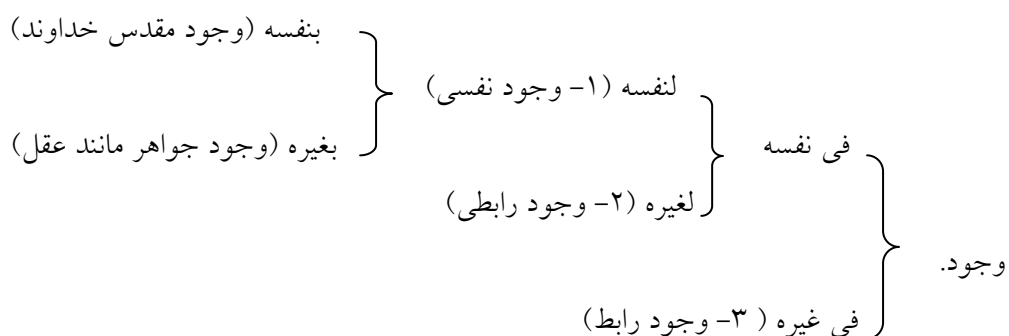 بنفسه (وجود مقدس خداوند)
لنفسه (۱- وجود نفسی)
بغیره (وجود جواهر مانند عقل)
فی نفسه
لغیره (۲- وجود رابطی)
وجود.
فی غیره ( ۳- وجود رابط)